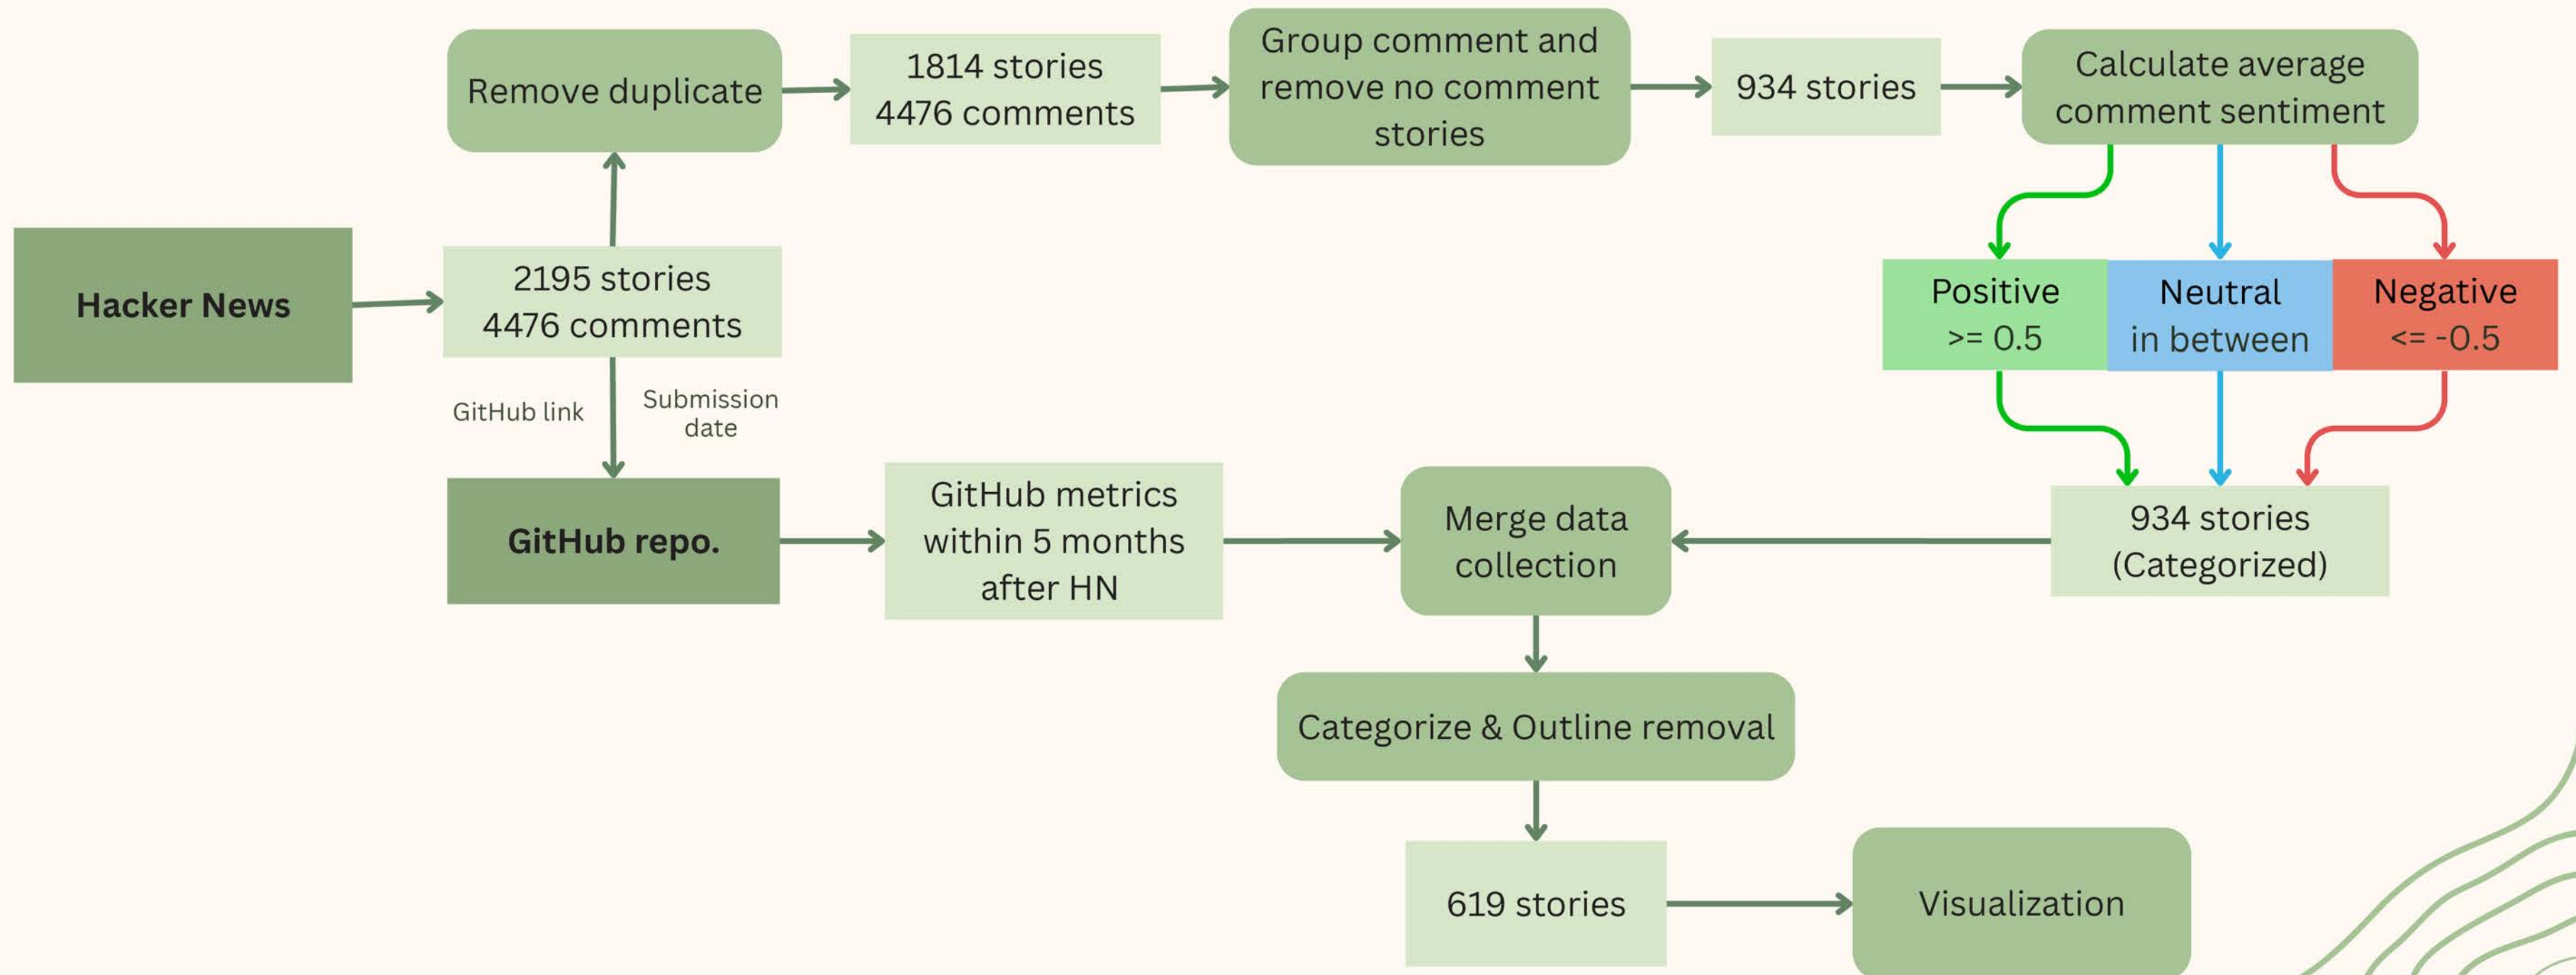 Remove duplicate
1814 stories
4476 comments
Group comment and
remove no comment
stories
934 stories
Calculate average
comment sentiment
Hacker News
2195 stories
4476 comments
Positive
>= 0.5
Neutral
in between
Negative
<= -0.5
GitHub link
Submission
date
GitHub repo.
GitHub metrics
within 5 months
after HN
Merge data
collection
934 stories
(Categorized)
Categorize & Outline removal
619 stories
Visualization